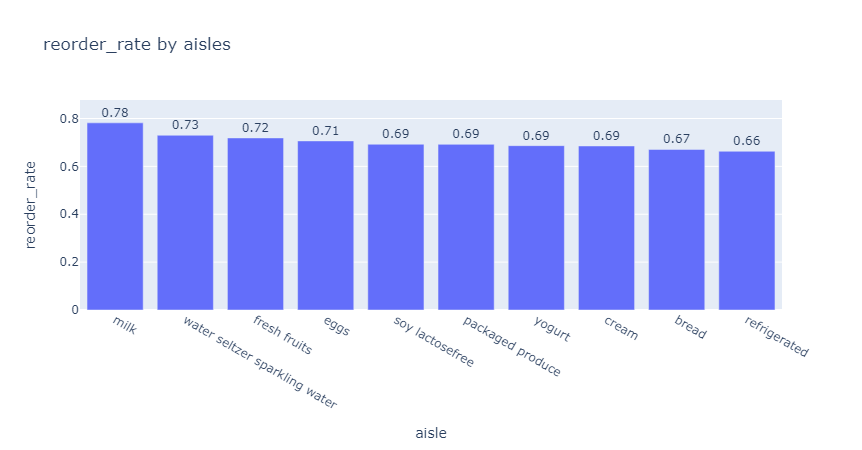 reorder_rate by aisles
reorder_rate
0.8
0.6
0.4
0.2
0
0.78
0.73
0.72
0.71
0.69
0.69
0.69
0.69
0.67
0.66
milk
water seltzer sparkling water
fresh fruits
eggs
soy lactosefree
packaged produce
yogurt
cream
bread
refrigerated
aisle